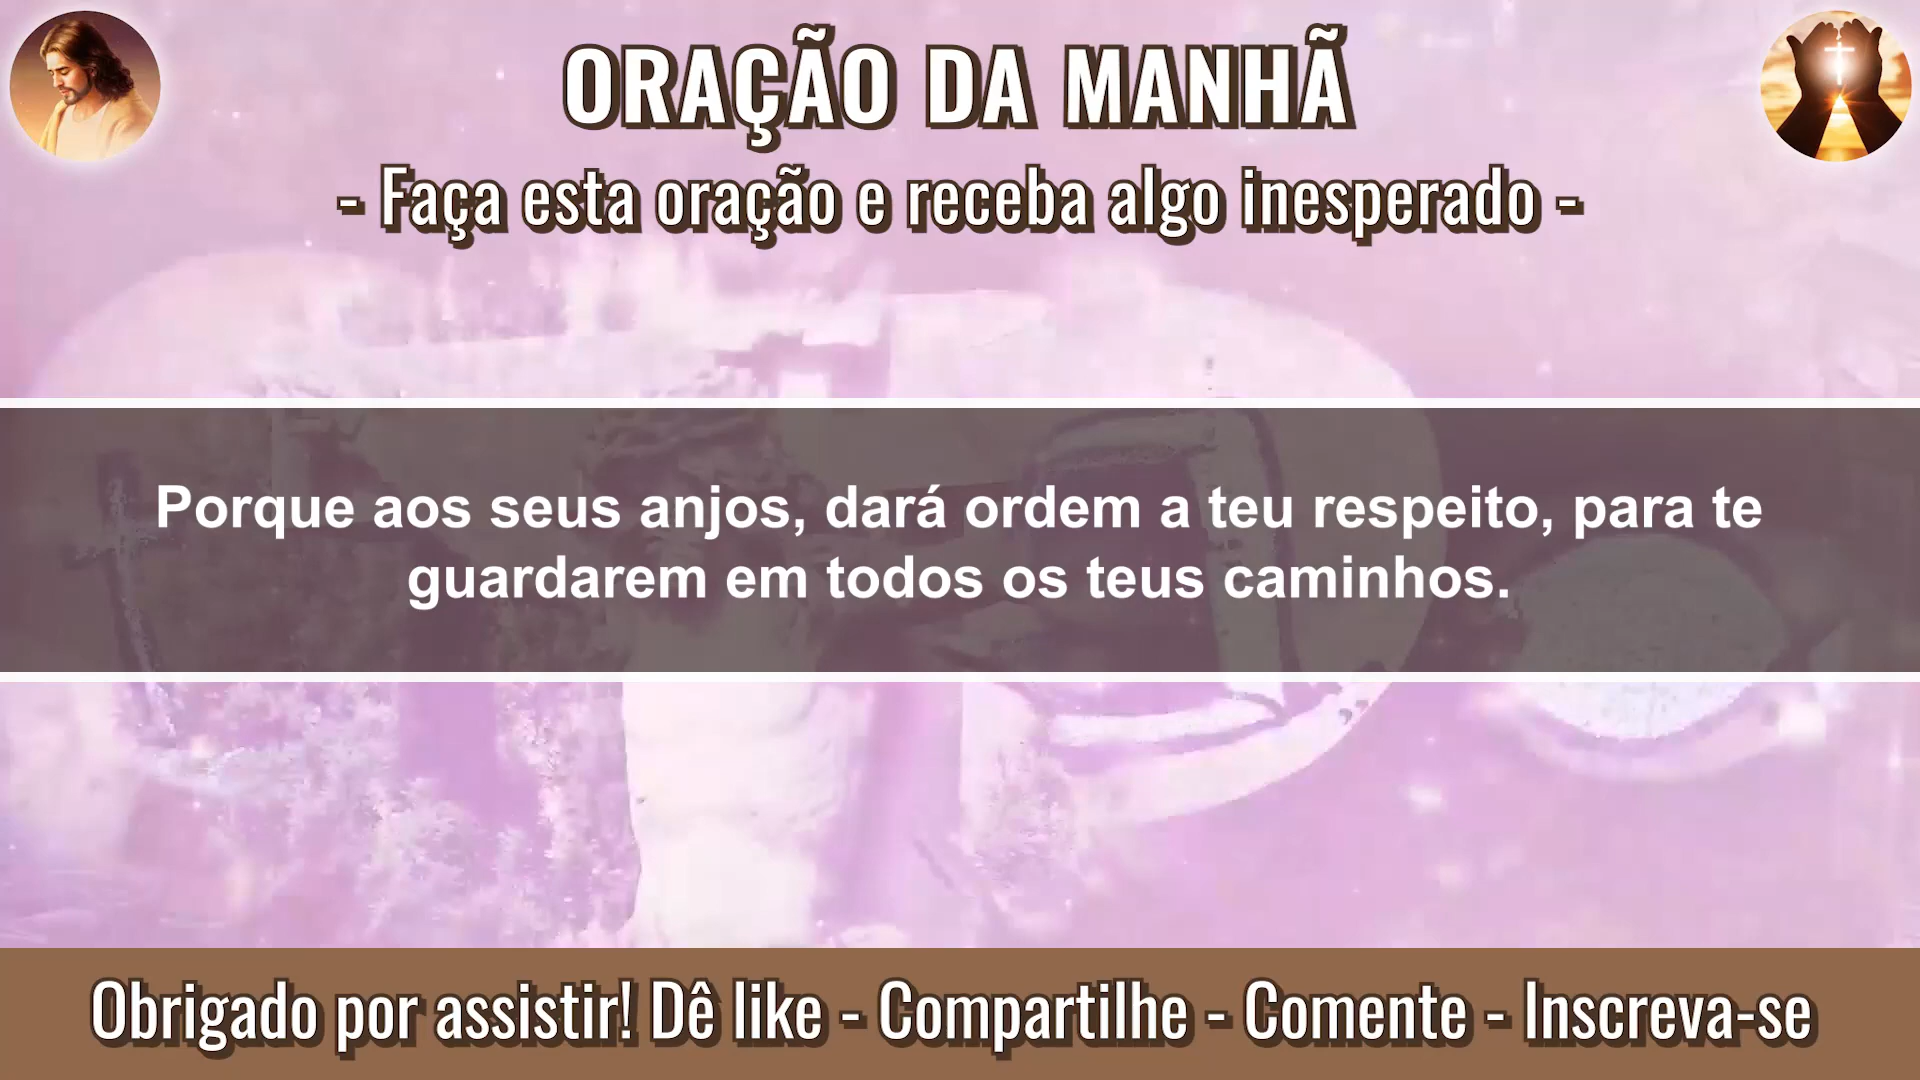 ORAÇÃO DA MANHÃ
- Faça esta oração e receba algo inesperado -
Porque aos seus anjos, dará ordem a teu respeito, para te
guardarem em todos os teus caminhos.
Obrigado por assistir! Dê like - Compartilhe - Comente - Inscreva-se